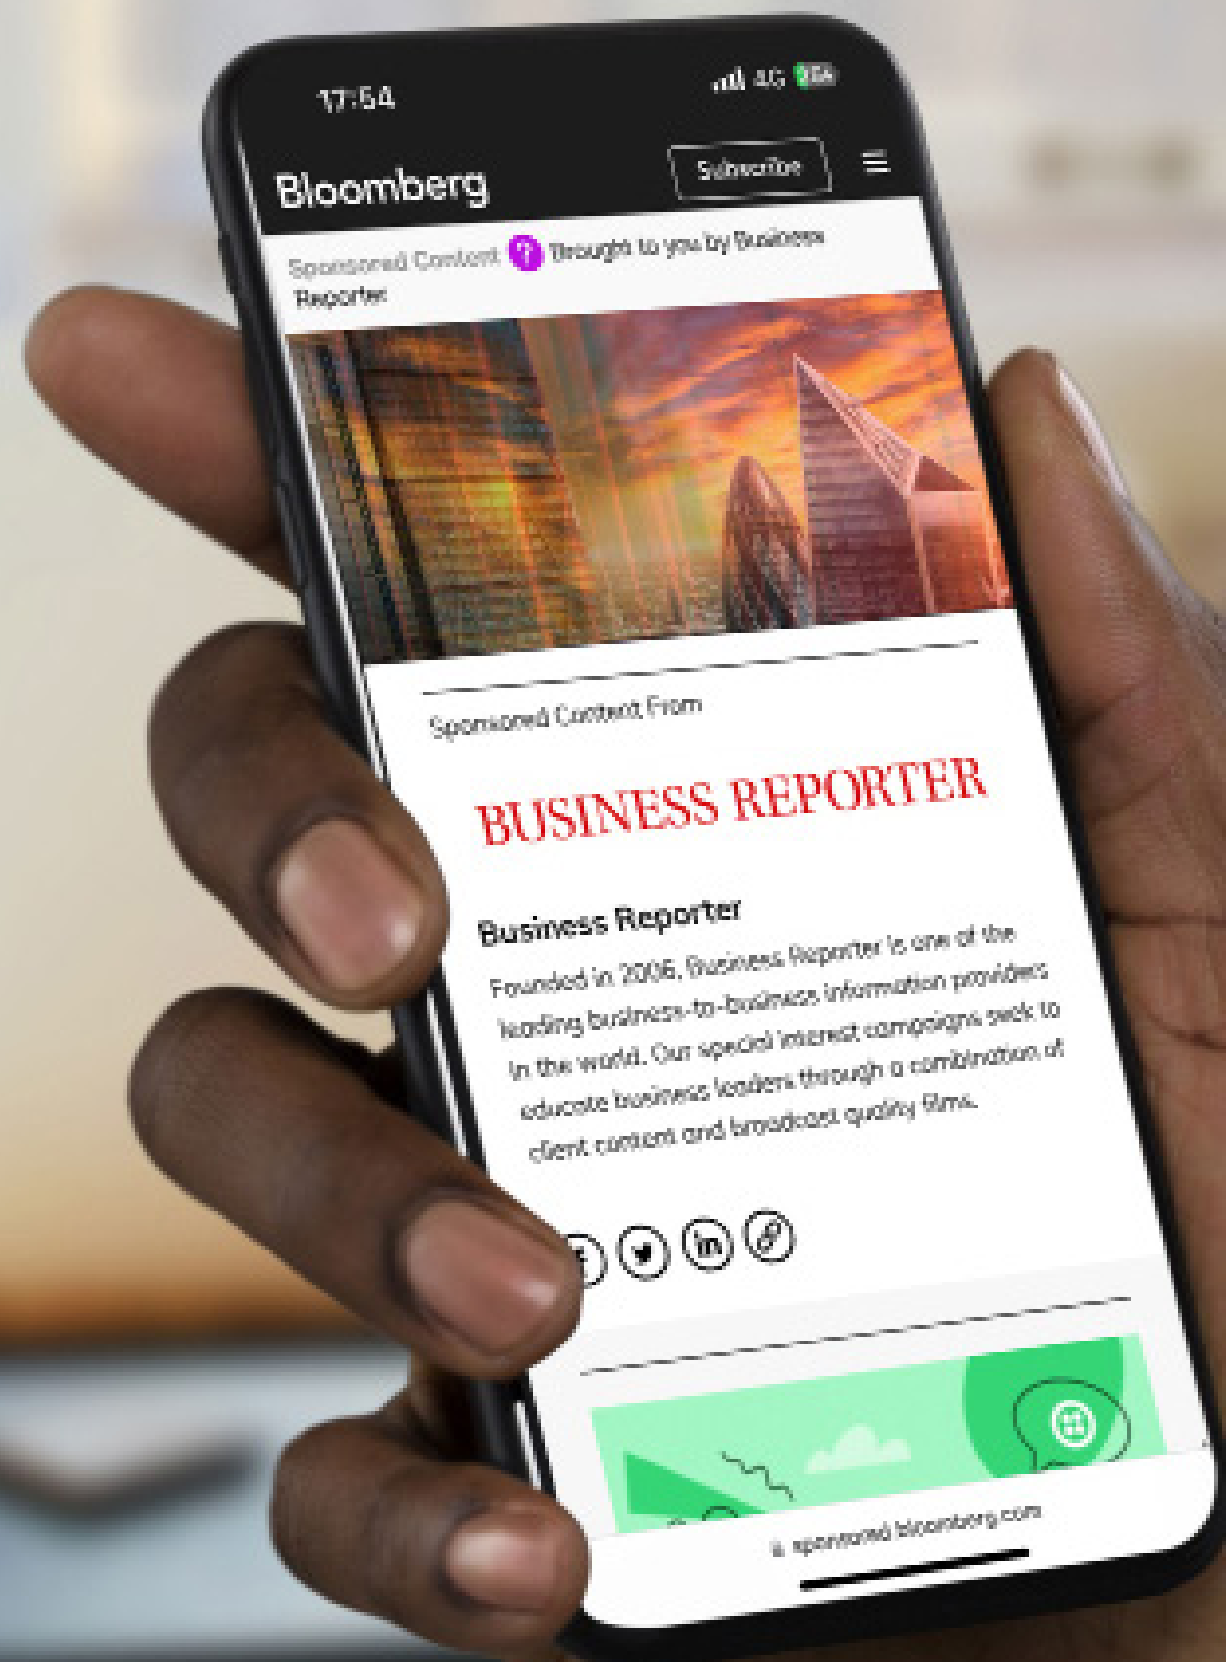 17:54
4G
Bloomberg
Subscribe
Sponsored Content ? Brought to you by Business
Reporter
Sponsored Content From
BUSINESS REPORTER
Business Reporter
Founded in 2006, Business Reporter is one of the
leading business-to-business information providers
in the world. Our special interest campaigns seek to
educate business leaders through a combination of
client content and broadcast quality films.
f
in
sponsored.bloomberg.com